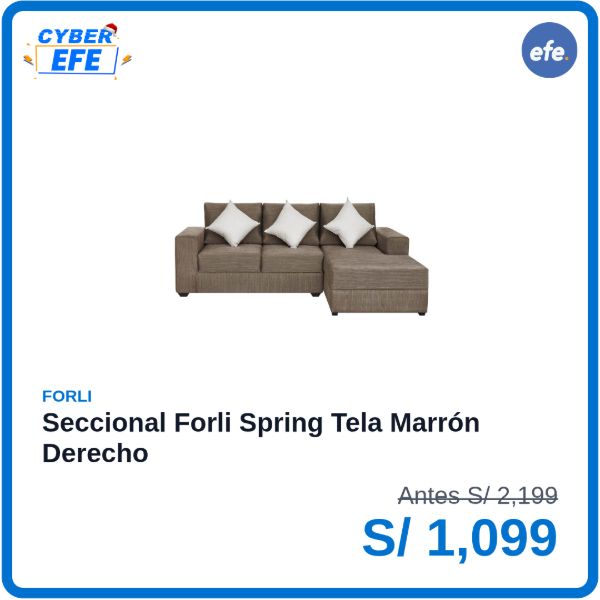 CYBER
EFE
efe.
FORLI
Seccional Forli Spring Tela Marrón
Derecho
Antes S/ 2,199
S/ 1,099